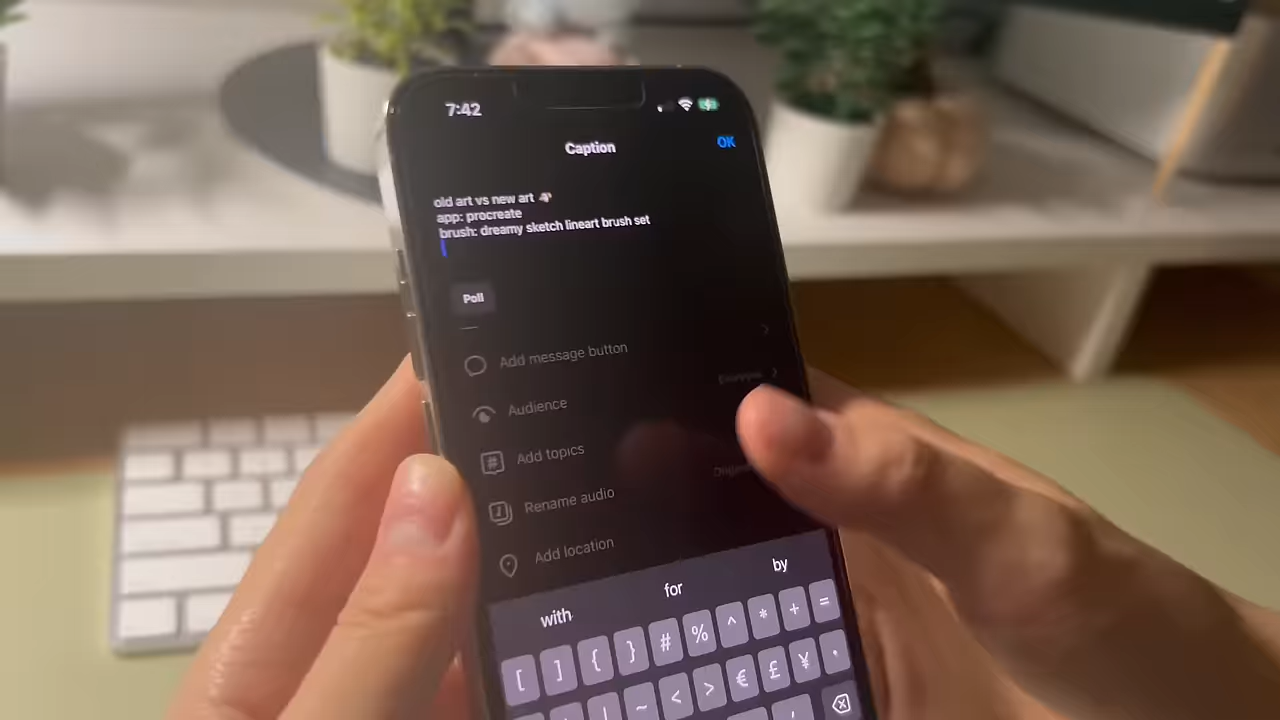 7:42
Caption
OK
old art vs new art
app: procreate
brush: dreamy sketch lineart brush set
Poll
Add message button
Audience
Add topics
Rename audio
Add location
with for by
[ ] { } # % ^ * + =
~ < > € £ ¥ •